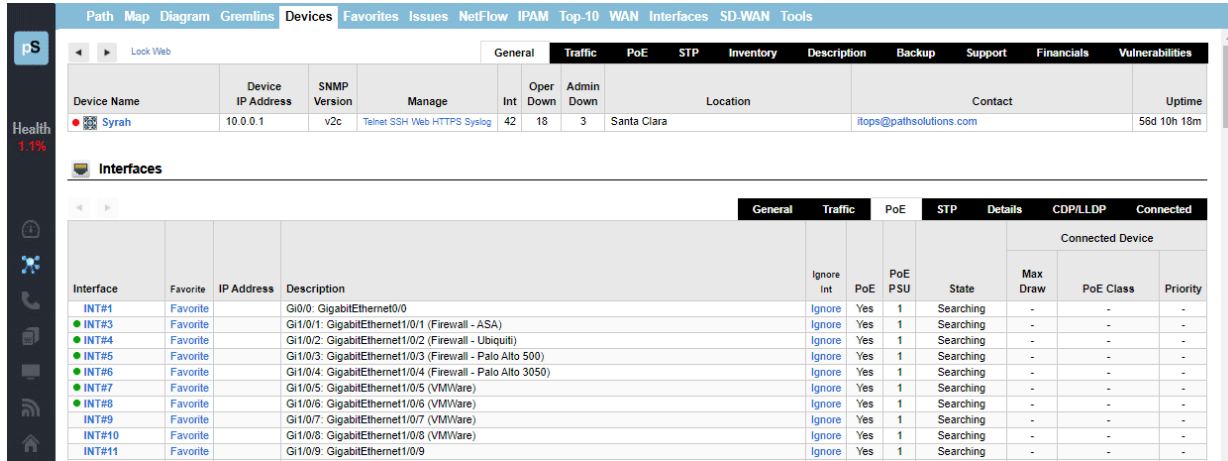 Path Map Diagram Gremlins Devices Favorites Issues NetFlow IPAM Top-10 WAN Interfaces SD-WAN Tools
pS
Lock Web
General Traffic PoE STP Inventory Description Backup Support Financials Vulnerabilities
Device Name Device IP Address SNMP Version Manage Int Oper Down Admin Down Location Contact Uptime
Syrah 10.0.0.1 v2c Telnet SSH Web HTTPS Syslog 42 18 3 Santa Clara itops@pathsolutions.com 56d 10h 18m
Health
1.1%
Interfaces
General Traffic PoE STP Details CDP/LLDP Connected
Connected Device
Interface Favorite IP Address Description Ignore Int PoE PoE PSU State Max Draw PoE Class Priority
INT#1 Favorite Gi0/0: GigabitEthernet0/0 Ignore Yes 1 Searching - - -
INT#3 Favorite Gi1/0/1: GigabitEthernet1/0/1 (Firewall - ASA) Ignore Yes 1 Searching - - -
INT#4 Favorite Gi1/0/2: GigabitEthernet1/0/2 (Firewall - Ubiquiti) Ignore Yes 1 Searching - - -
INT#5 Favorite Gi1/0/3: GigabitEthernet1/0/3 (Firewall - Palo Alto 500) Ignore Yes 1 Searching - - -
INT#6 Favorite Gi1/0/4: GigabitEthernet1/0/4 (Firewall - Palo Alto 3050) Ignore Yes 1 Searching - - -
INT#7 Favorite Gi1/0/5: GigabitEthernet1/0/5 (VMWare) Ignore Yes 1 Searching - - -
INT#8 Favorite Gi1/0/6: GigabitEthernet1/0/6 (VMWare) Ignore Yes 1 Searching - - -
INT#9 Favorite Gi1/0/7: GigabitEthernet1/0/7 (VMWare) Ignore Yes 1 Searching - - -
INT#10 Favorite Gi1/0/8: GigabitEthernet1/0/8 (VMWare) Ignore Yes 1 Searching - - -
INT#11 Favorite Gi1/0/9: GigabitEthernet1/0/9 Ignore Yes 1 Searching - - -